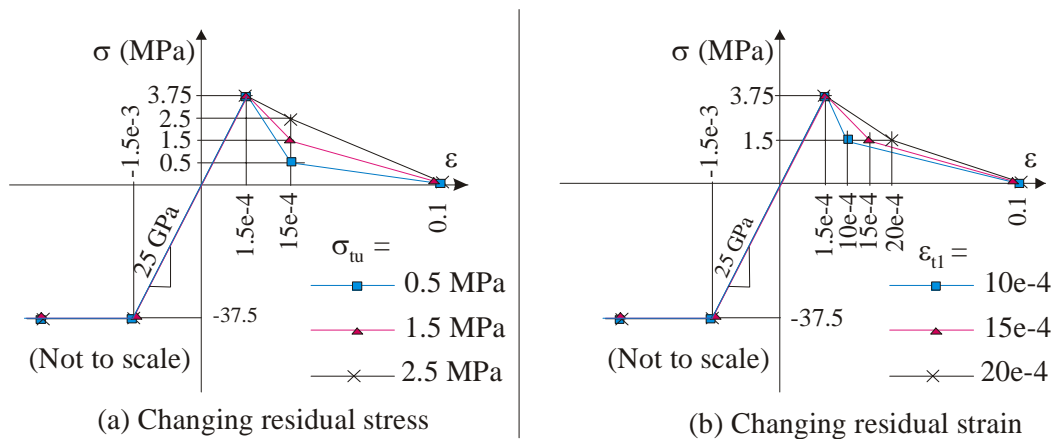 σ (MPa)
3.75
2.5
1.5
0.5
-1.5e-3
ε
1.5e-4
15e-4
0.1
25 GPa
σtu =
0.5 MPa
1.5 MPa
2.5 MPa
-37.5
(Not to scale)
(a) Changing residual stress
σ (MPa)
3.75
1.5
-1.5e-3
ε
1.5e-4
10e-4
15e-4
20e-4
0.1
25 GPa
εt1 =
10e-4
15e-4
20e-4
-37.5
(Not to scale)
(b) Changing residual strain